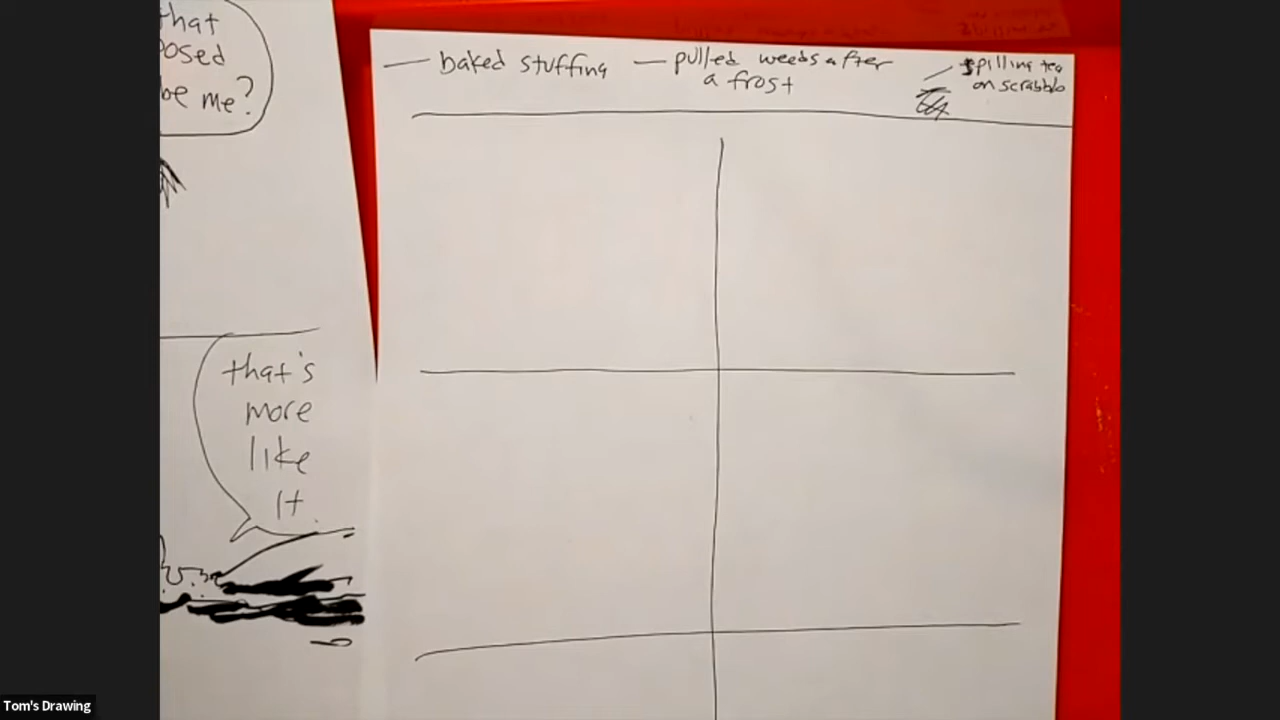 that
posed
be me?
that's
more
like
it.
— baked stuffing
— pulled weeds after
a frost
— spilling tea
on scrabble
Tom's Drawing